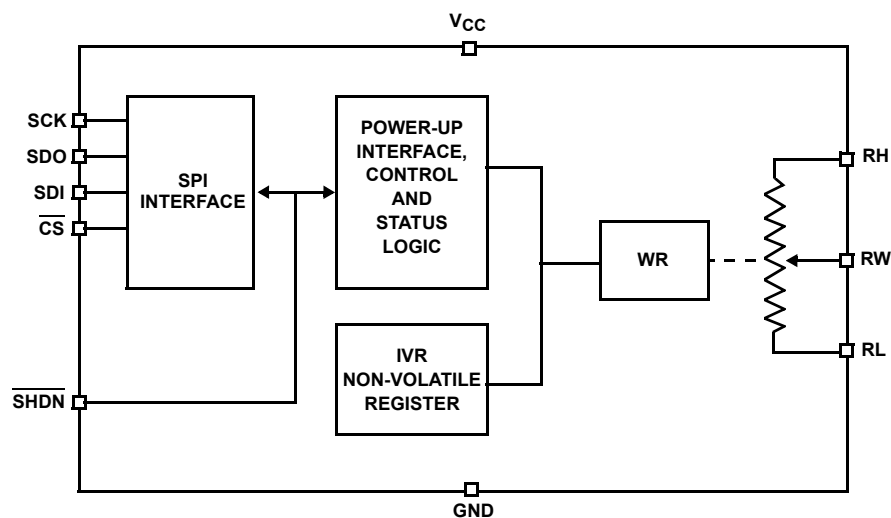 VCC
SCK
SDO
SDI
CS
SHDN
SPI
INTERFACE
POWER-UP
INTERFACE,
CONTROL
AND
STATUS
LOGIC
IVR
NON-VOLATILE
REGISTER
WR
RH
RW
RL
GND